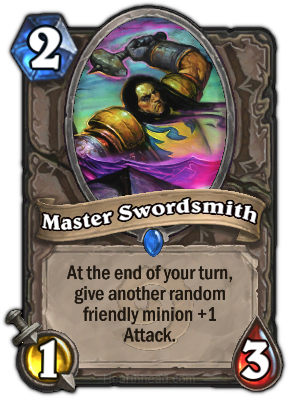 2
Master Swordsmith
At the end of your turn,
give another random
friendly minion +1
Attack.
1
3